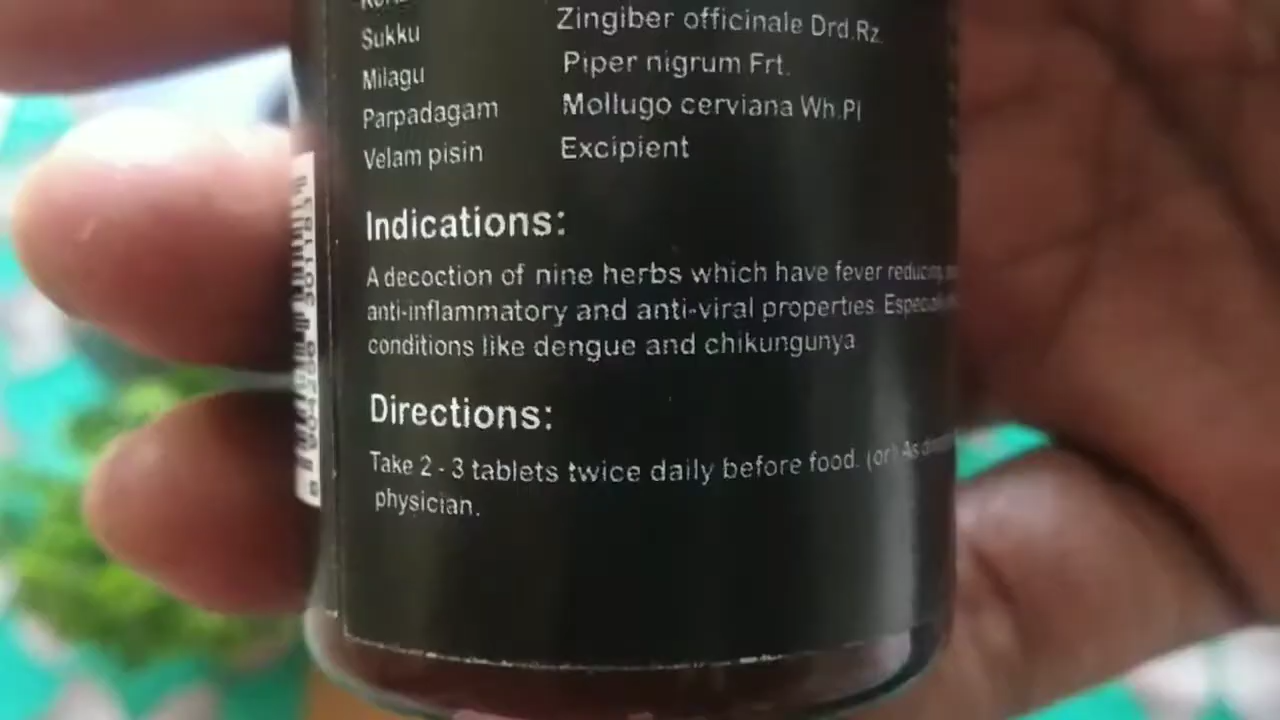 Sukku Zingiber officinale Drd.Rz.
Milagu Piper nigrum Frt.
Parpadagam Mollugo cerviana Wh.Pl
Velam pisin Excipient
Indications:
A decoction of nine herbs which have fever reducing
anti-inflammatory and anti-viral properties.
conditions like dengue and chikungunya
Directions:
Take 2 - 3 tablets twice daily before food. (or) As
physician.